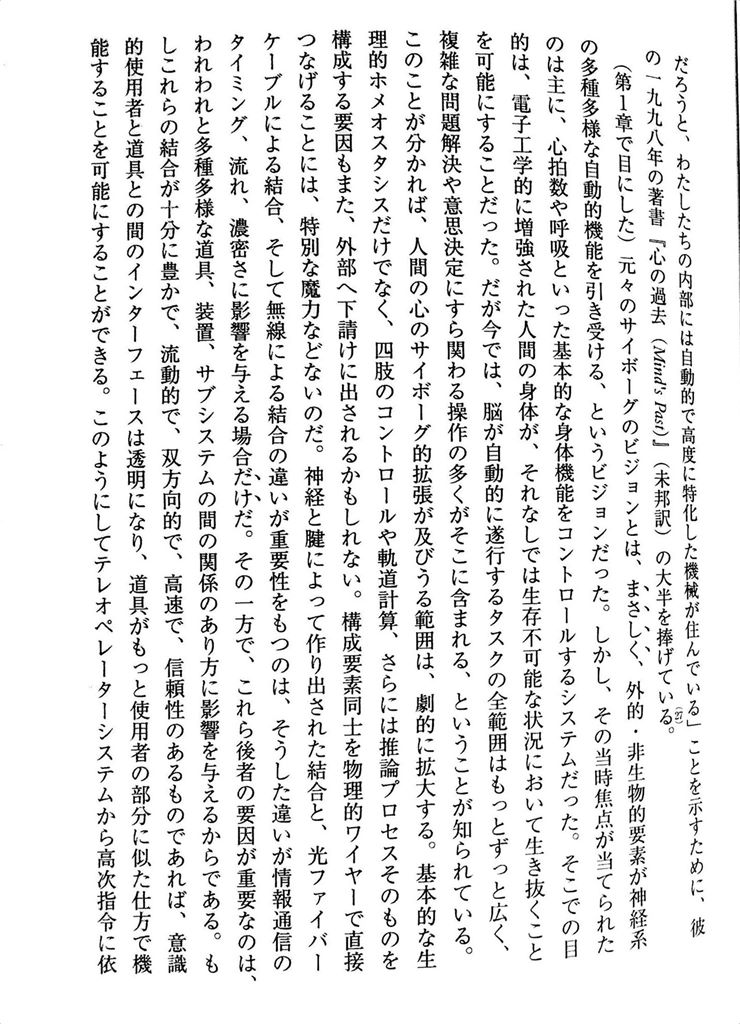 だろうと、わたしたちの内部には自動的で高度に特化した機械が住んでいる」ことを示すために、彼
の一九九八年の著書『心の過去（Mind's Past）』（未邦訳）の大半を捧げている。(27)
（第1章で目にした）元々のサイボーグのビジョンとは、まさしく、外的・非生物的要素が神経系
の多種多様な自動的機能を引き受ける、というビジョンだった。しかし、その当時焦点が当てられた
のは主に、心拍数や呼吸といった基本的な身体機能をコントロールするシステムだった。そこでの目
的は、電子工学的に増強された人間の身体が、それなしでは生存不可能な状況において生き抜くこと
を可能にすることだった。だが今では、脳が自動的に遂行するタスクの全範囲はもっとずっと広く、
複雑な問題解決や意思決定にすら関わる操作の多くがそこに含まれる、ということが知られている。
このことが分かれば、人間の心のサイボーグ的拡張が及びうる範囲は、劇的に拡大する。基本的な生
理的ホメオスタシスだけでなく、四肢のコントロールや軌道計算、さらには推論プロセスそのものを
構成する要因もまた、外部へ下請けに出されるかもしれない。構成要素同士を物理的ワイヤーで直接
つなげることには、特別な魔力などないのだ。神経と腱によって作り出された結合と、光ファイバー
ケーブルによる結合、そして無線による結合の違いが重要性をもつのは、そうした違いが情報通信の
タイミング、流れ、濃密さに影響を与える場合だけだ。その一方で、これら後者の要因が重要なのは、
われわれと多種多様な道具、装置、サブシステムの間の関係のあり方に影響を与えるからである。も
しこれらの結合が十分に豊かで、流動的で、双方向的で、高速で、信頼性のあるものであれば、意識
的使用者と道具との間のインターフェースは透明になり、道具がもっと使用者の部分に似た仕方で機
能することを可能にすることができる。このようにしてテレオペレーターシステムから高次指令に依